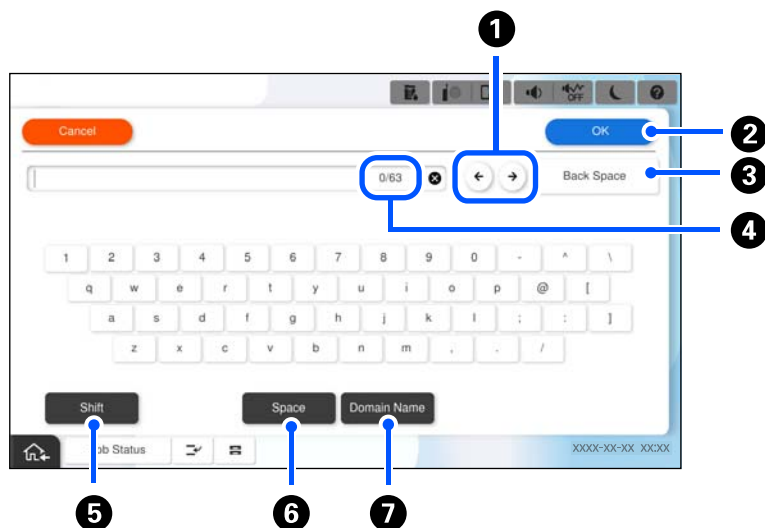 1
OFF
Cancel
OK
2
0/63
Back Space
3
4
1 2 3 4 5 6 7 8 9 0 - ^ \
q w e r t y u i o p @ [
a s d f g h j k l ; : ]
z x c v b n m , . /
Shift
Space
Domain Name
ob Status
XXXX-XX-XX XX:XX
5
6
7